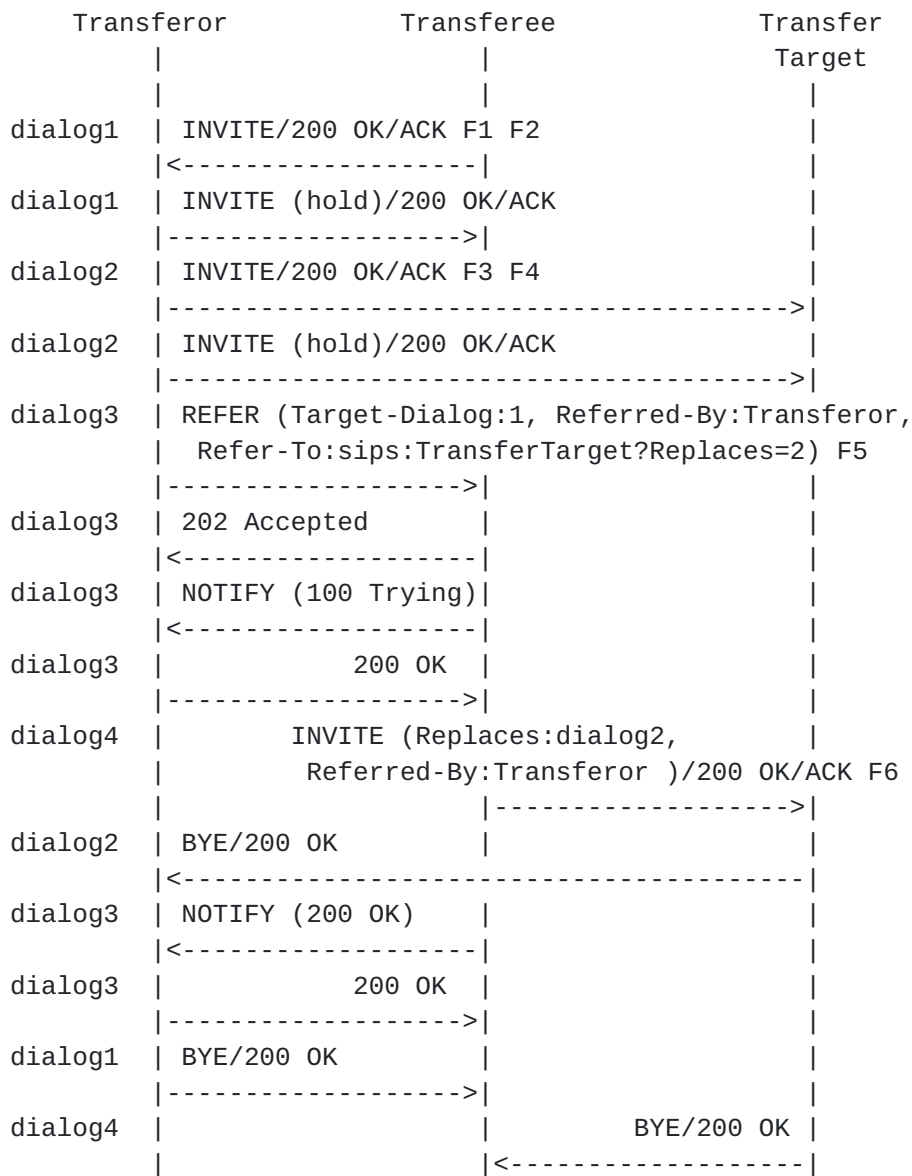 Transferor Transferee Transfer
| | Target
| | |
dialog1 | INVITE/200 OK/ACK F1 F2 |
|<-------------------| |
dialog1 | INVITE (hold)/200 OK/ACK |
|------------------->| |
dialog2 | INVITE/200 OK/ACK F3 F4 |
|---------------------------------------->|
dialog2 | INVITE (hold)/200 OK/ACK |
|---------------------------------------->|
dialog3 | REFER (Target-Dialog:1, Referred-By:Transferor,
| Refer-To:sips:TransferTarget?Replaces=2) F5
|------------------->| |
dialog3 | 202 Accepted | |
|<-------------------| |
dialog3 | NOTIFY (100 Trying)| |
|<-------------------| |
dialog3 | 200 OK | |
|------------------->| |
dialog4 | INVITE (Replaces:dialog2, |
| Referred-By:Transferor )/200 OK/ACK F6
| |------------------->|
dialog2 | BYE/200 OK | |
|<----------------------------------------|
dialog3 | NOTIFY (200 OK) | |
|<-------------------| |
dialog3 | 200 OK | |
|------------------->| |
dialog1 | BYE/200 OK | |
|------------------->| |
dialog4 | | BYE/200 OK |
| |<-------------------|